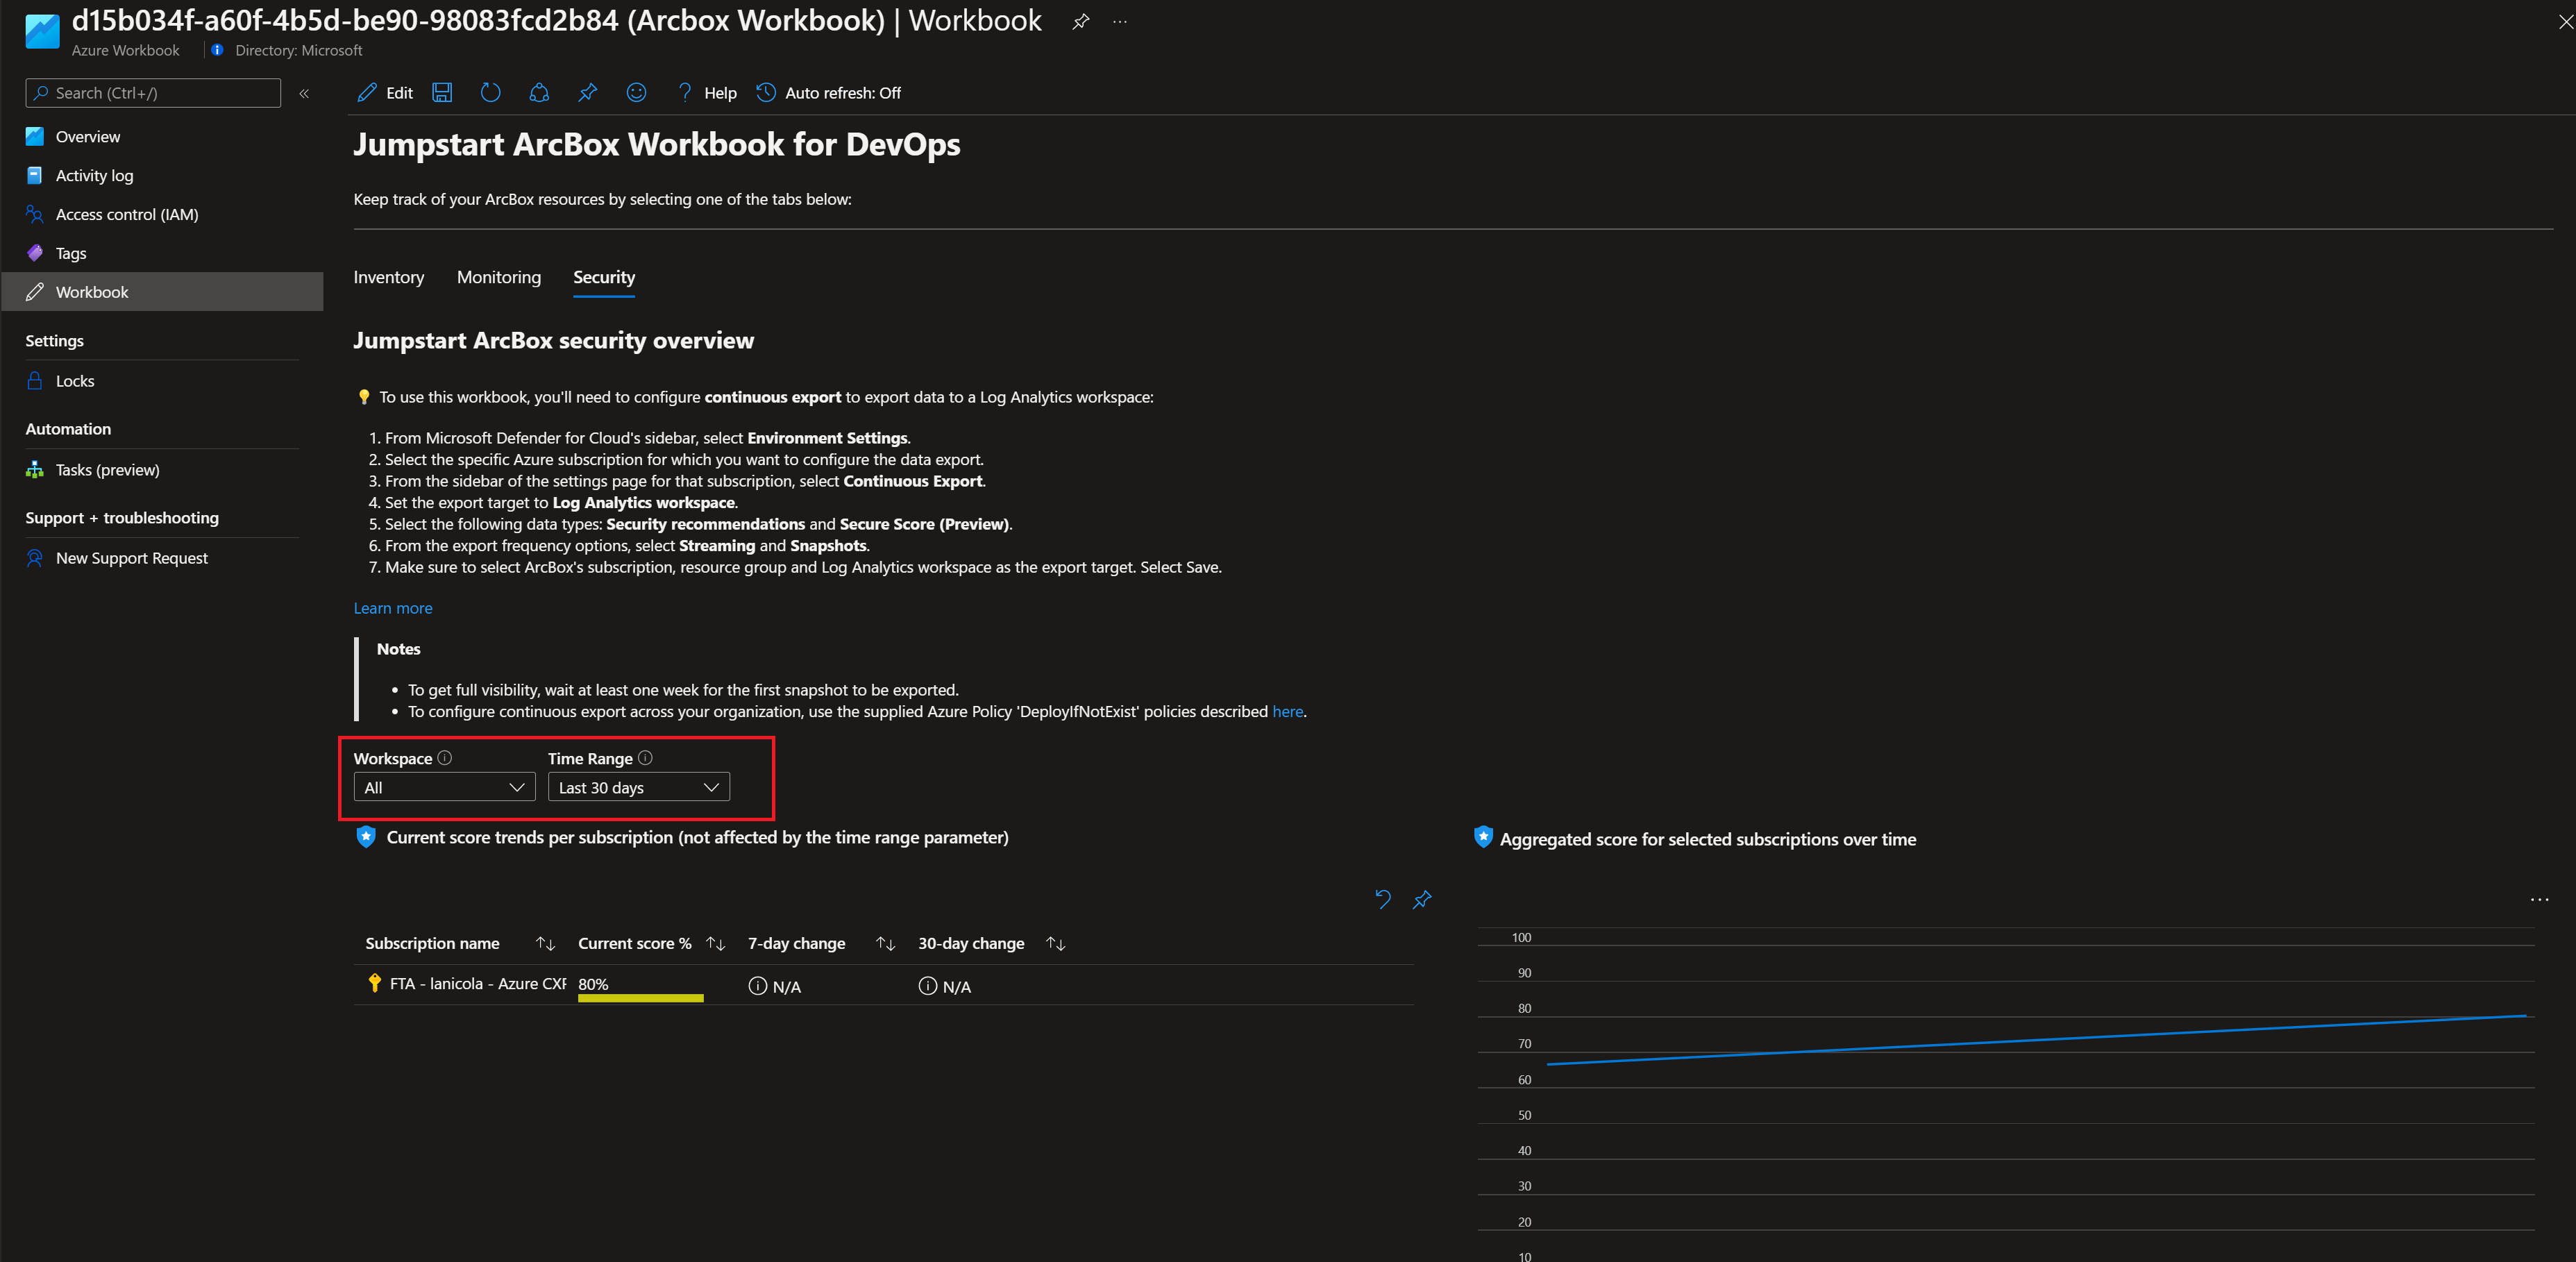 d15b034f-a60f-4b5d-be90-98083fcd2b84 (Arcbox Workbook) | Workbook
Azure Workbook
Directory: Microsoft
Search (Ctrl+/)
Overview
Activity log
Access control (IAM)
Tags
Workbook
Settings
Locks
Automation
Tasks (preview)
Support + troubleshooting
New Support Request
Edit
Help
Auto refresh: Off
Jumpstart ArcBox Workbook for DevOps
Keep track of your ArcBox resources by selecting one of the tabs below:
Inventory
Monitoring
Security
Jumpstart ArcBox security overview
To use this workbook, you'll need to configure continuous export to export data to a Log Analytics workspace:
1. From Microsoft Defender for Cloud's sidebar, select Environment Settings.
2. Select the specific Azure subscription for which you want to configure the data export.
3. From the sidebar of the settings page for that subscription, select Continuous Export.
4. Set the export target to Log Analytics workspace.
5. Select the following data types: Security recommendations and Secure Score (Preview).
6. From the export frequency options, select Streaming and Snapshots.
7. Make sure to select ArcBox's subscription, resource group and Log Analytics workspace as the export target. Select Save.
Learn more
Notes
• To get full visibility, wait at least one week for the first snapshot to be exported.
• To configure continuous export across your organization, use the supplied Azure Policy 'DeployIfNotExist' policies described here.
Workspace
Time Range
All
Last 30 days
Current score trends per subscription (not affected by the time range parameter)
Subscription name
Current score %
7-day change
30-day change
FTA - lanicola - Azure CXF
80%
N/A
N/A
Aggregated score for selected subscriptions over time
100
90
80
70
60
50
40
30
20
10